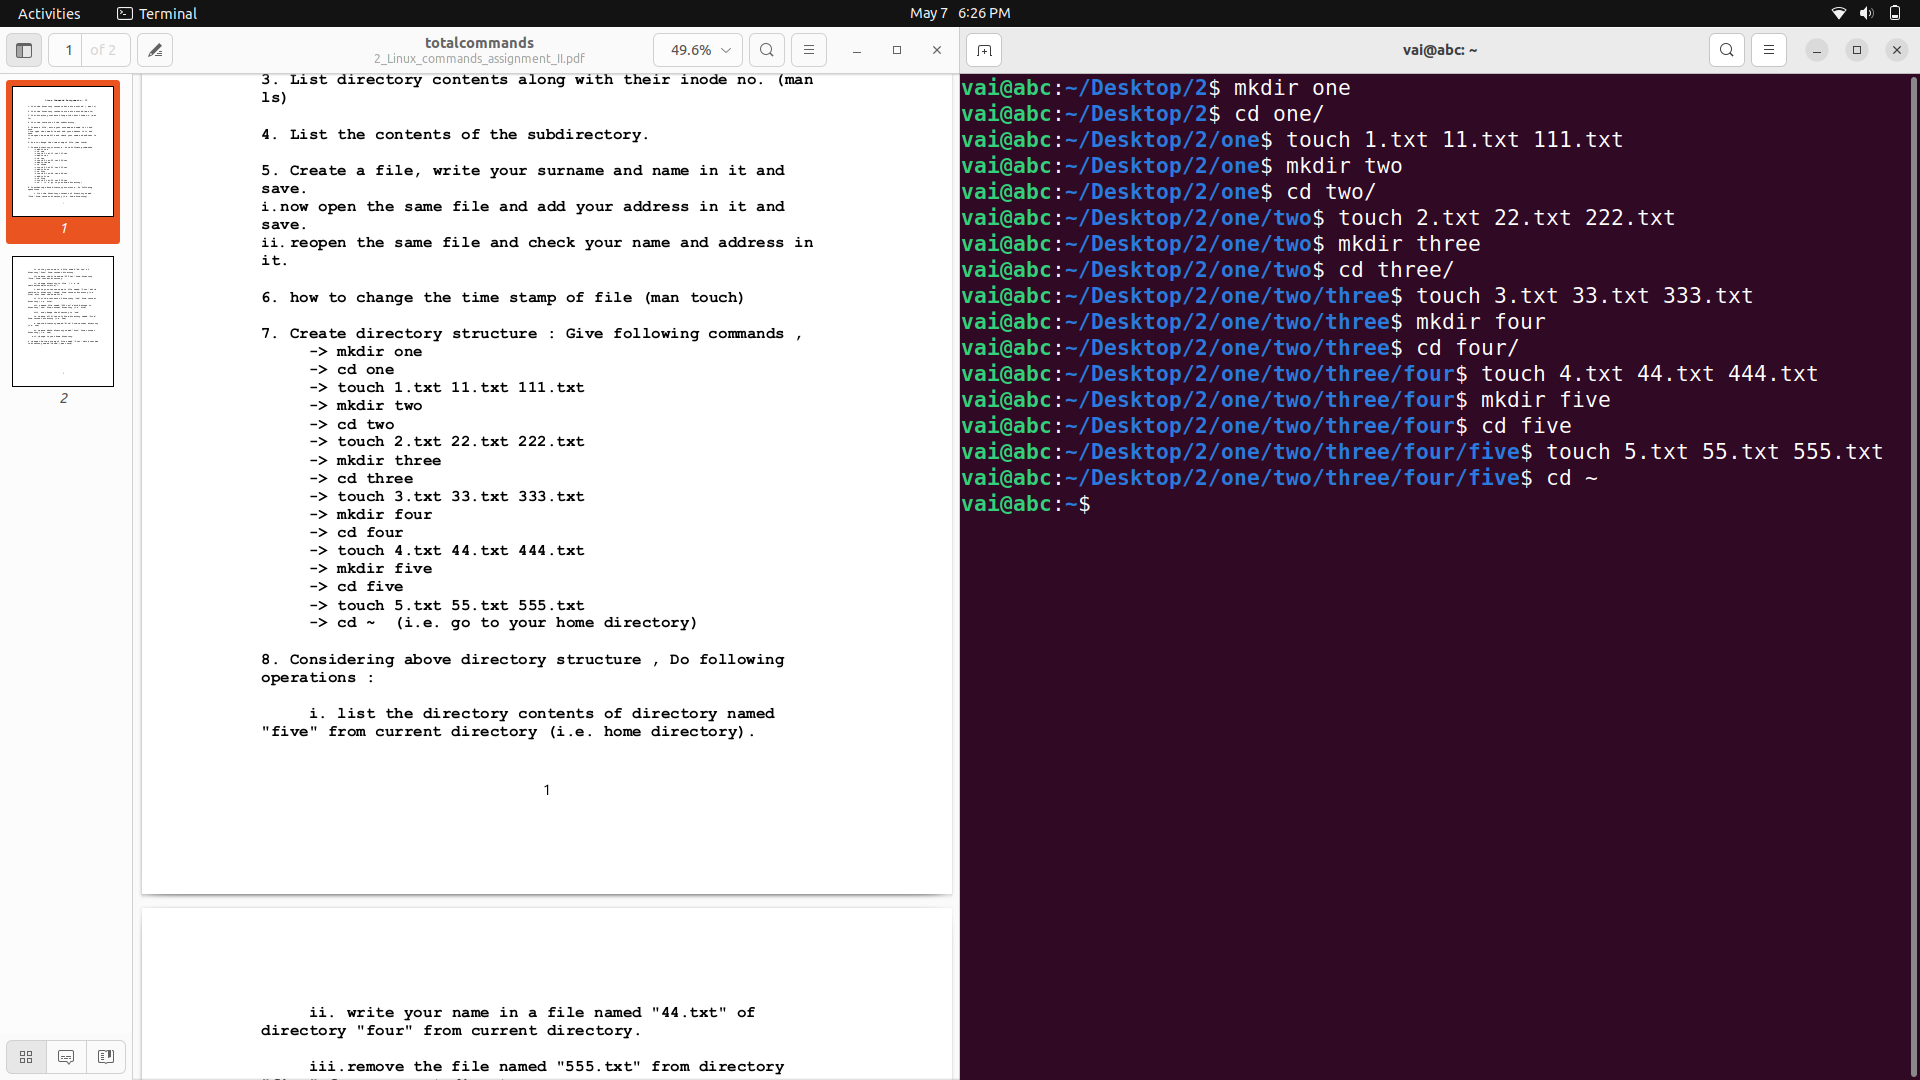 Activities
Terminal
May 7 6:26 PM
1 of 2
totalcommands
2_Linux_commands_assignment_II.pdf
49.6%
1
2
3. List directory contents along with their inode no. (man
ls)
4. List the contents of the subdirectory.
5. Create a file, write your surname and name in it and
save.
i.now open the same file and add your address in it and
save.
ii.reopen the same file and check your name and address in
it.
6. how to change the time stamp of file (man touch)
7. Create directory structure : Give following commands ,
-> mkdir one
-> cd one
-> touch 1.txt 11.txt 111.txt
-> mkdir two
-> cd two
-> touch 2.txt 22.txt 222.txt
-> mkdir three
-> cd three
-> touch 3.txt 33.txt 333.txt
-> mkdir four
-> cd four
-> touch 4.txt 44.txt 444.txt
-> mkdir five
-> cd five
-> touch 5.txt 55.txt 555.txt
-> cd ~ (i.e. go to your home directory)
8. Considering above directory structure , Do following
operations :
i. list the directory contents of directory named
"five" from current directory (i.e. home directory).
1
ii. write your name in a file named "44.txt" of
directory "four" from current directory.
iii.remove the file named "555.txt" from directory
vai@abc: ~
vai@abc:~/Desktop/2$ mkdir one
vai@abc:~/Desktop/2$ cd one/
vai@abc:~/Desktop/2/one$ touch 1.txt 11.txt 111.txt
vai@abc:~/Desktop/2/one$ mkdir two
vai@abc:~/Desktop/2/one$ cd two/
vai@abc:~/Desktop/2/one/two$ touch 2.txt 22.txt 222.txt
vai@abc:~/Desktop/2/one/two$ mkdir three
vai@abc:~/Desktop/2/one/two$ cd three/
vai@abc:~/Desktop/2/one/two/three$ touch 3.txt 33.txt 333.txt
vai@abc:~/Desktop/2/one/two/three$ mkdir four
vai@abc:~/Desktop/2/one/two/three$ cd four/
vai@abc:~/Desktop/2/one/two/three/four$ touch 4.txt 44.txt 444.txt
vai@abc:~/Desktop/2/one/two/three/four$ mkdir five
vai@abc:~/Desktop/2/one/two/three/four$ cd five
vai@abc:~/Desktop/2/one/two/three/four/five$ touch 5.txt 55.txt 555.txt
vai@abc:~/Desktop/2/one/two/three/four/five$ cd ~
vai@abc:~$